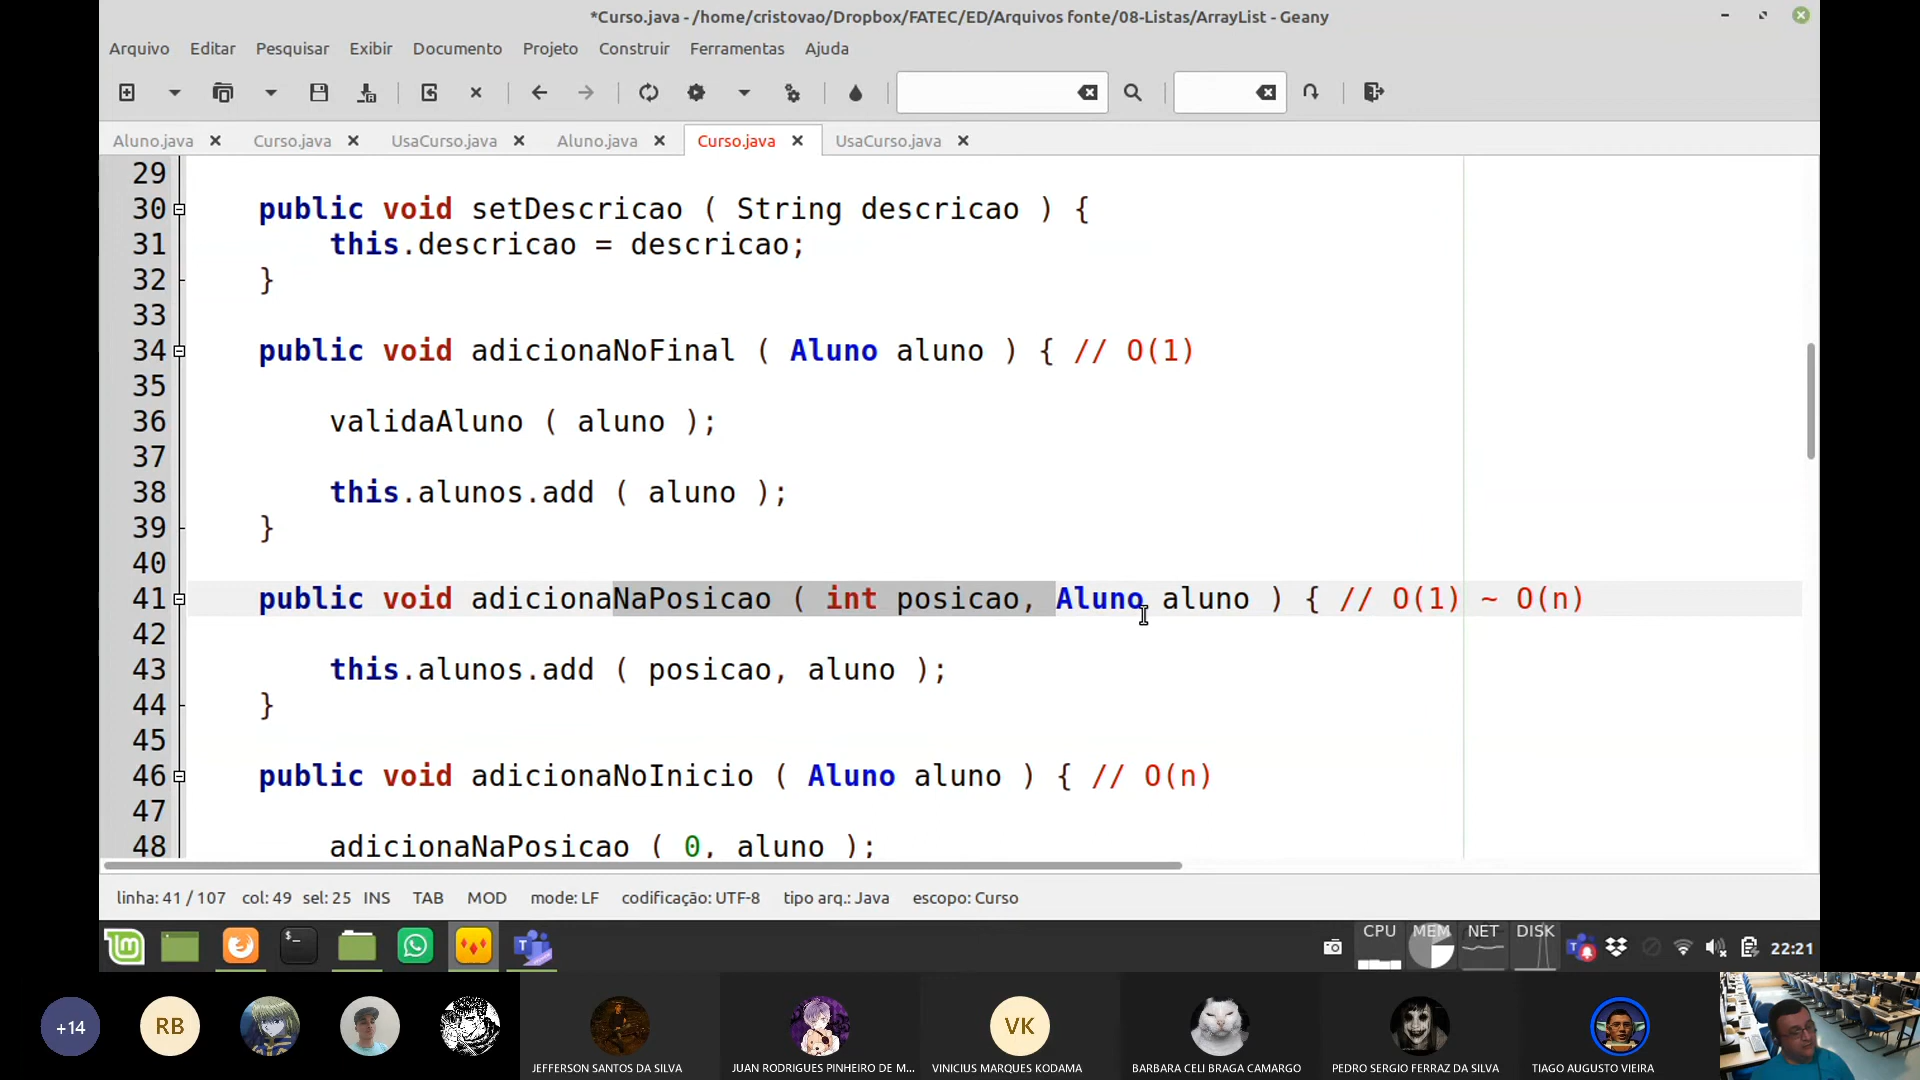 *Curso.java - /home/cristovao/Dropbox/FATEC/ED/Arquivos fonte/08-Listas/ArrayList - Geany
Arquivo Editar Pesquisar Exibir Documento Projeto Construir Ferramentas Ajuda
Aluno.java Curso.java UsaCurso.java Aluno.java Curso.java UsaCurso.java
29
30 public void setDescricao ( String descricao ) {
31 this.descricao = descricao;
32 }
33
34 public void adicionaNoFinal ( Aluno aluno ) { // O(1)
35
36 validaAluno ( aluno );
37
38 this.alunos.add ( aluno );
39 }
40
41 public void adicionaNaPosicao ( int posicao, Aluno aluno ) { // O(1) ~ O(n)
42
43 this.alunos.add ( posicao, aluno );
44 }
45
46 public void adicionaNoInicio ( Aluno aluno ) { // O(n)
47
48 adicionaNaPosicao ( 0, aluno );
linha: 41 / 107 col: 49 sel: 25 INS TAB MOD mode: LF codificação: UTF-8 tipo arq.: Java escopo: Curso
CPU MEM NET DISK 22:21
+14 RB VK
JEFFERSON SANTOS DA SILVA JUAN RODRIGUES PINHEIRO DE M... VINICIUS MARQUES KODAMA BARBARA CELI BRAGA CAMARGO PEDRO SERGIO FERRAZ DA SILVA TIAGO AUGUSTO VIEIRA